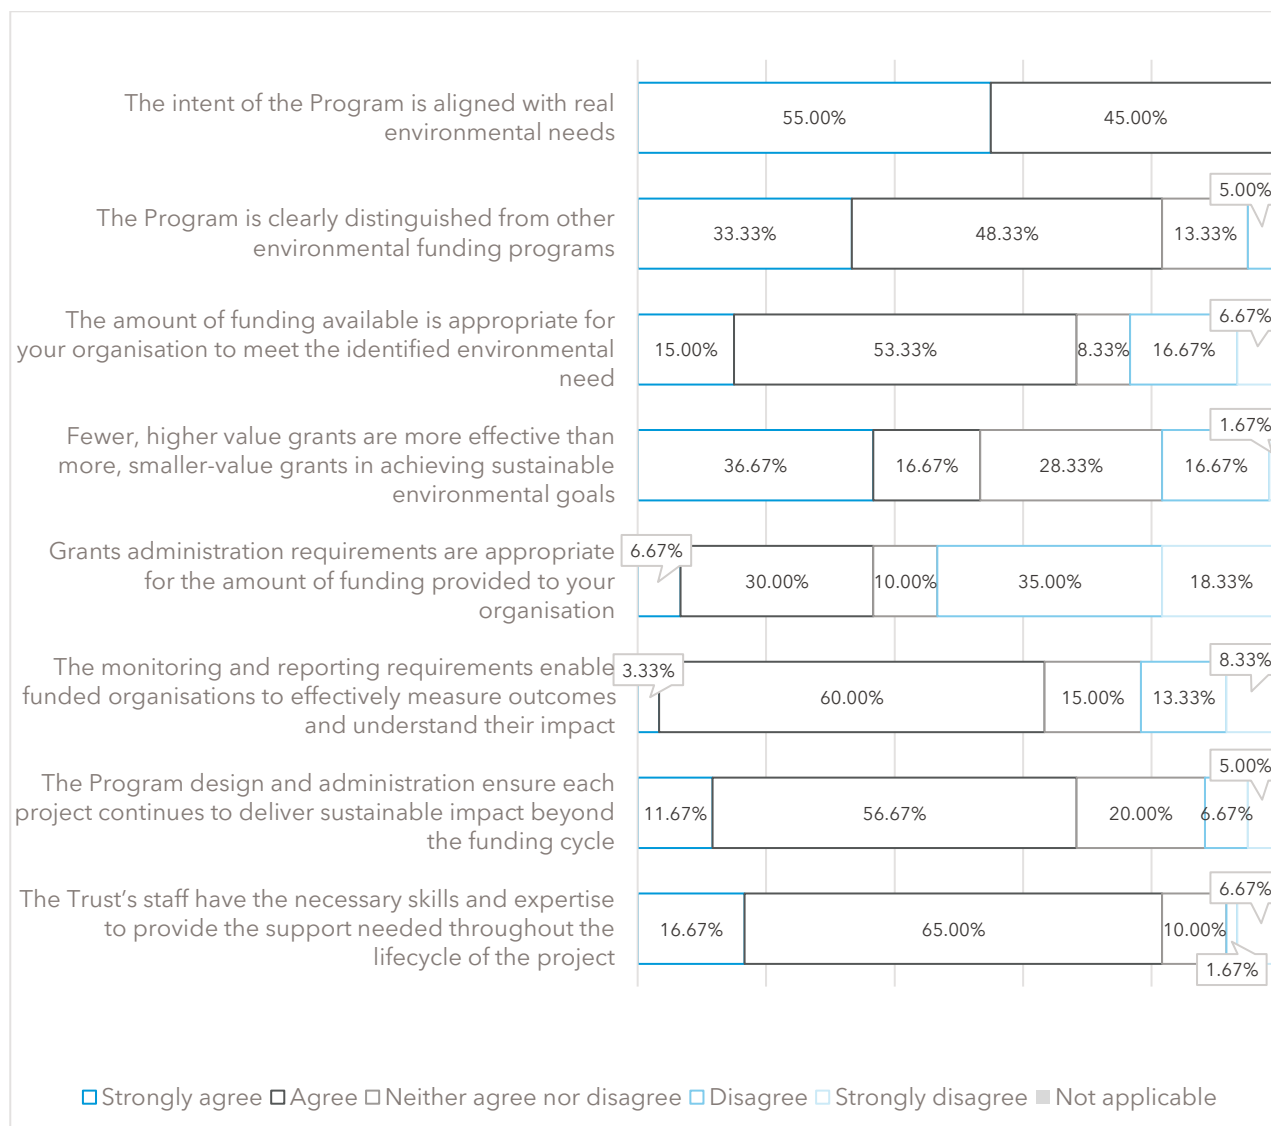 The intent of the Program is aligned with real
environmental needs
55.00%
45.00%
The Program is clearly distinguished from other
environmental funding programs
33.33%
48.33%
13.33%
5.00%
The amount of funding available is appropriate for
your organisation to meet the identified environmental
need
15.00%
53.33%
8.33%
16.67%
6.67%
Fewer, higher value grants are more effective than
more, smaller-value grants in achieving sustainable
environmental goals
36.67%
16.67%
28.33%
16.67%
1.67%
Grants administration requirements are appropriate
for the amount of funding provided to your
organisation
6.67%
30.00%
10.00%
35.00%
18.33%
The monitoring and reporting requirements enable
funded organisations to effectively measure outcomes
and understand their impact
3.33%
60.00%
15.00%
13.33%
8.33%
The Program design and administration ensure each
project continues to deliver sustainable impact beyond
the funding cycle
11.67%
56.67%
20.00%
6.67%
5.00%
The Trust’s staff have the necessary skills and expertise
to provide the support needed throughout the
lifecycle of the project
16.67%
65.00%
10.00%
1.67%
6.67%
Strongly agree Agree Neither agree nor disagree Disagree Strongly disagree Not applicable